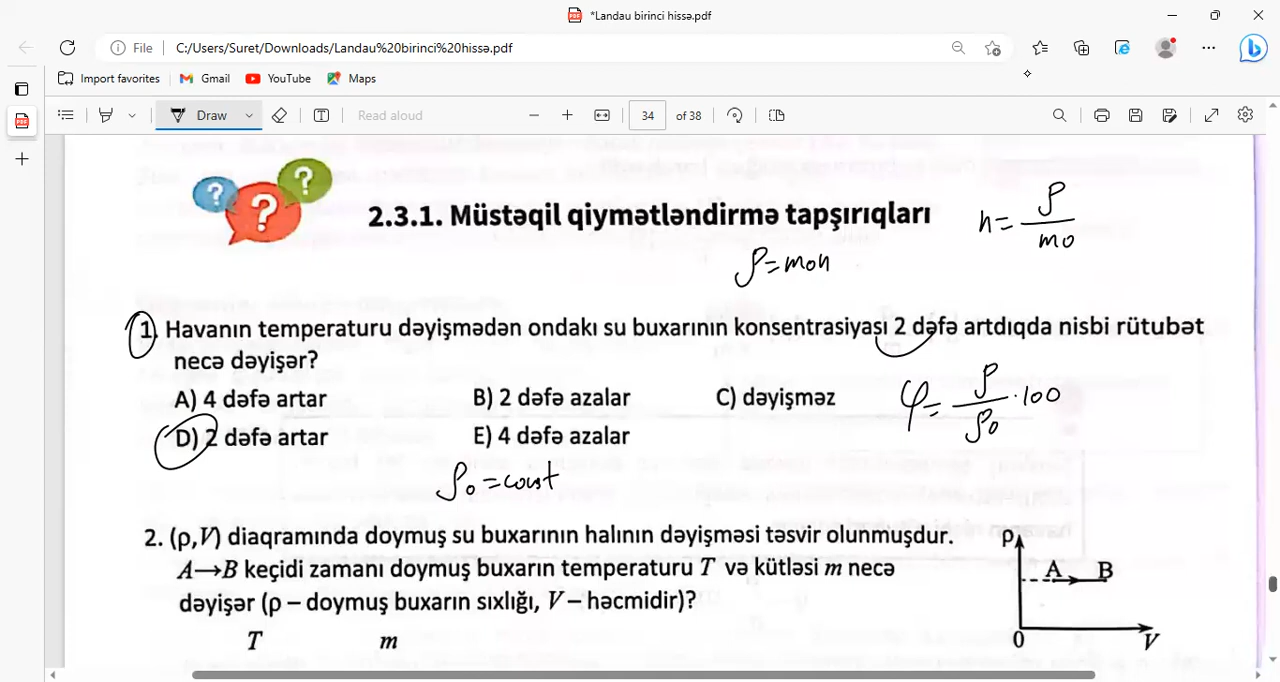 *Landau birinci hissə.pdf
File C:/Users/Suret/Downloads/Landau%20birinci%20hissə.pdf
Import favorites Gmail YouTube Maps
Draw Read aloud 34 of 38
2.3.1. Müstəqil qiymətləndirmə tapşırıqları
n = ρ / m0
ρ = m0n
1. Havanın temperaturu dəyişmədən ondakı su buxarının konsentrasiyası 2 dəfə artdıqda nisbi rütubət
necə dəyişər?
A) 4 dəfə artar B) 2 dəfə azalar C) dəyişməz
φ = ρ / ρ0 · 100
D) 2 dəfə artar E) 4 dəfə azalar
ρ0 = const
2. (ρ,V) diaqramında doymuş su buxarının halının dəyişməsi təsvir olunmuşdur.
A→B keçidi zamanı doymuş buxarın temperaturu T və kütləsi m necə
dəyişər (ρ – doymuş buxarın sıxlığı, V – həcmidir)?
ρ
A B
0 V
T m